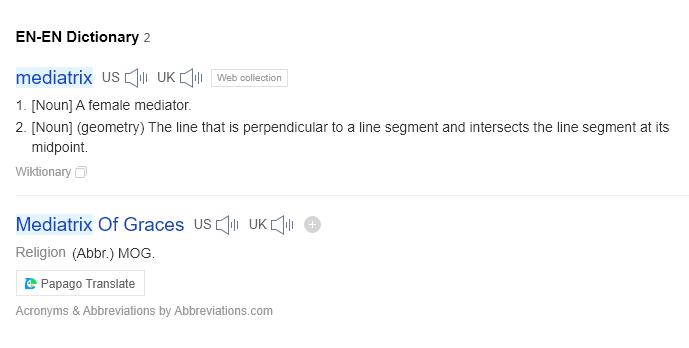 EN-EN Dictionary 2
mediatrix US UK Web collection
1. [Noun] A female mediator.
2. [Noun] (geometry) The line that is perpendicular to a line segment and intersects the line segment at its
midpoint.
Wiktionary
Mediatrix Of Graces US UK
Religion (Abbr.) MOG.
Papago Translate
Acronyms & Abbreviations by Abbreviations.com